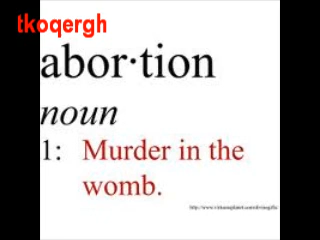 tkoqergh
abor·tion
noun
1: Murder in the
womb.